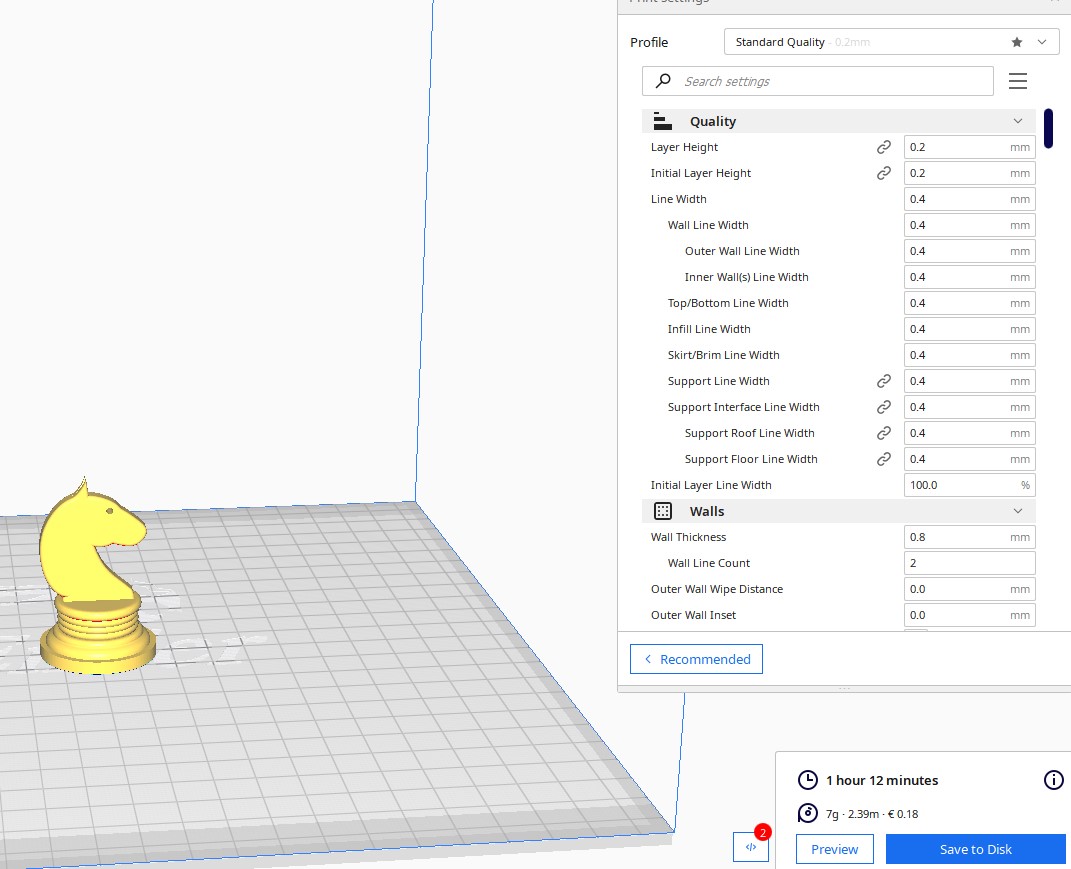 Print settings
Profile
Standard Quality - 0.2mm
Search settings
Quality
Layer Height 0.2 mm
Initial Layer Height 0.2 mm
Line Width 0.4 mm
Wall Line Width 0.4 mm
Outer Wall Line Width 0.4 mm
Inner Wall(s) Line Width 0.4 mm
Top/Bottom Line Width 0.4 mm
Infill Line Width 0.4 mm
Skirt/Brim Line Width 0.4 mm
Support Line Width 0.4 mm
Support Interface Line Width 0.4 mm
Support Roof Line Width 0.4 mm
Support Floor Line Width 0.4 mm
Initial Layer Line Width 100.0 %
Walls
Wall Thickness 0.8 mm
Wall Line Count 2
Outer Wall Wipe Distance 0.0 mm
Outer Wall Inset 0.0 mm
Recommended
1 hour 12 minutes
7g · 2.39m · € 0.18
</> 2
Preview
Save to Disk